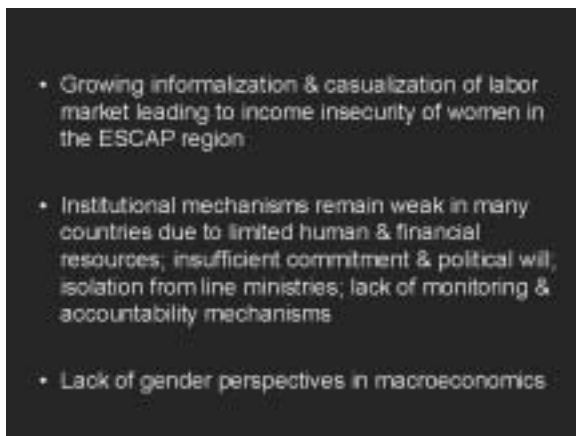 • Growing informalization & casualization of labor
market leading to income insecurity of women in
the ESCAP region
• Institutional mechanisms remain weak in many
countries due to limited human & financial
resources; insufficient commitment & political will;
isolation from line ministries; lack of monitoring &
accountability mechanisms
• Lack of gender perspectives in macroeconomics